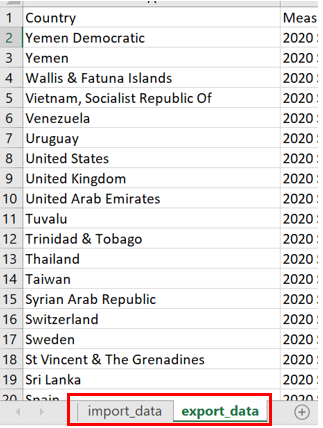 1 Country Meas
2 Yemen Democratic 2020
3 Yemen 2020
4 Wallis & Fatuna Islands 2020
5 Vietnam, Socialist Republic Of 2020
6 Venezuela 2020
7 Uruguay 2020
8 United States 2020
9 United Kingdom 2020
10 United Arab Emirates 2020
11 Tuvalu 2020
12 Trinidad & Tobago 2020
13 Thailand 2020
14 Taiwan 2020
15 Syrian Arab Republic 2020
16 Switzerland 2020
17 Sweden 2020
18 St Vincent & The Grenadines 2020
19 Sri Lanka 2020
20 Spain 2020
import_data export_data